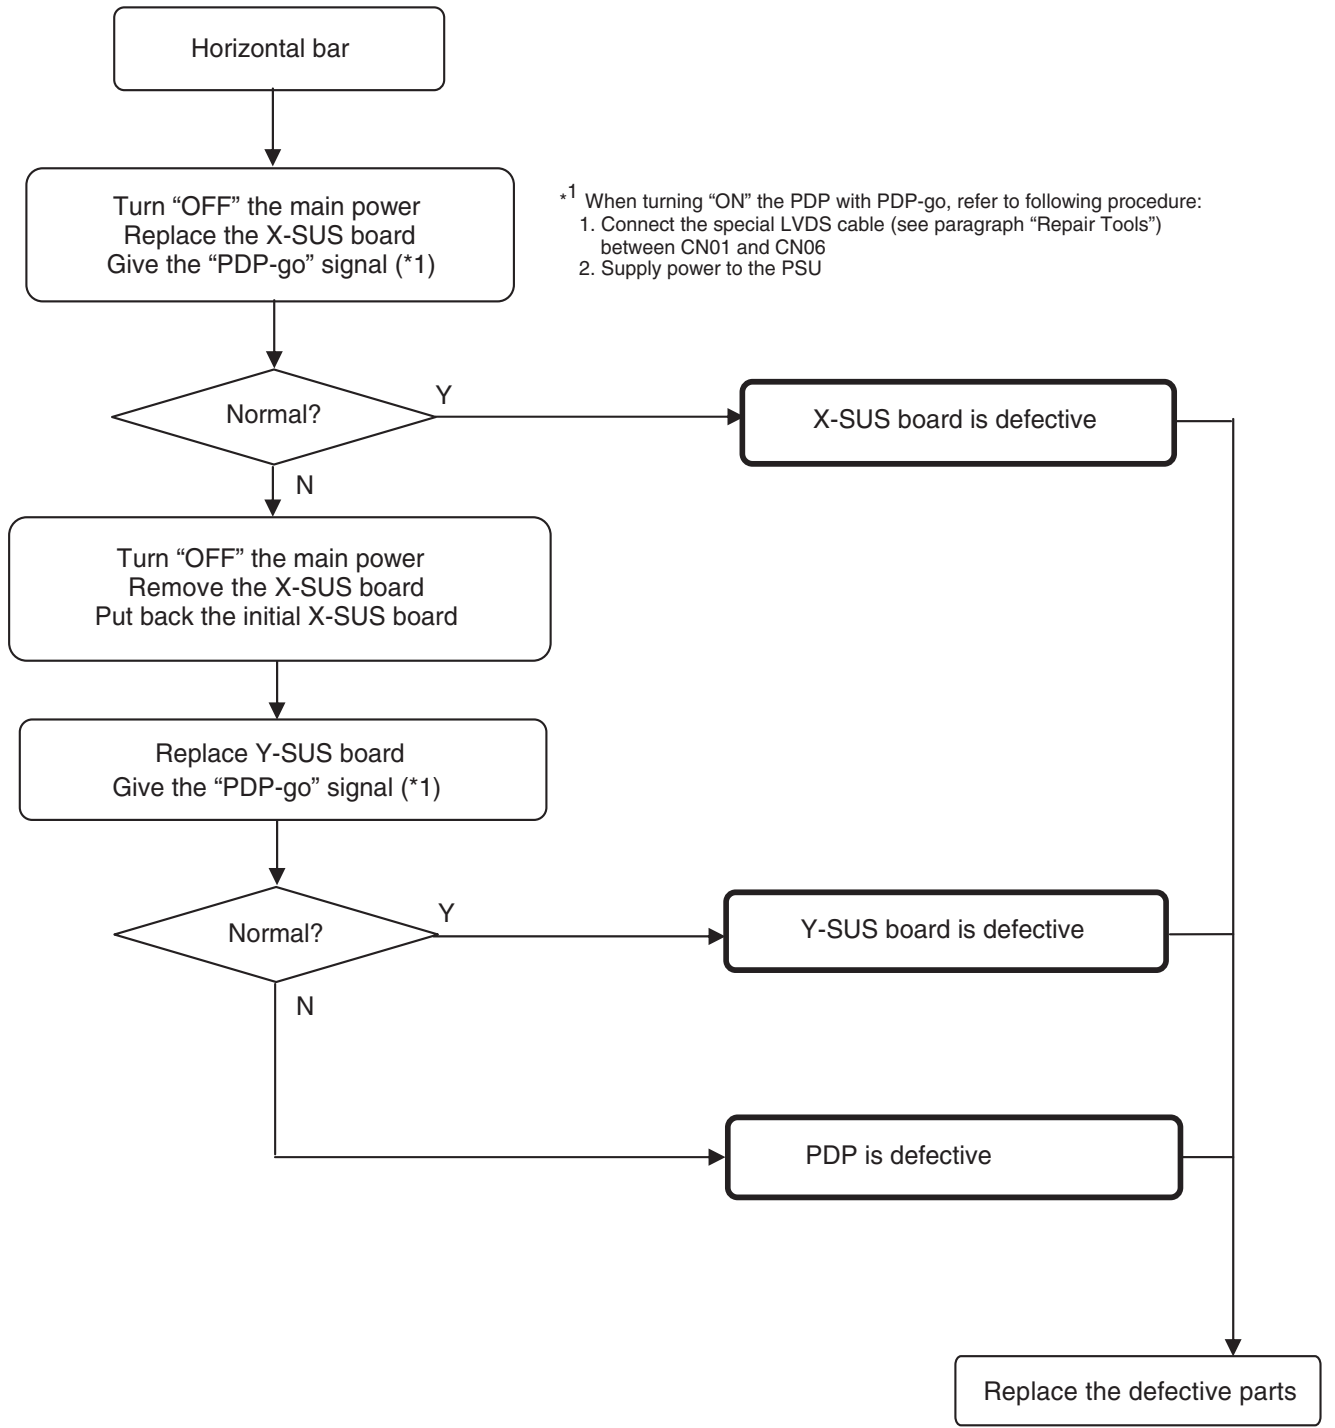 Horizontal bar
Turn “OFF” the main power
Replace the X-SUS board
Give the “PDP-go” signal (*1)
*1 When turning “ON” the PDP with PDP-go, refer to following procedure:
1. Connect the special LVDS cable (see paragraph “Repair Tools”)
between CN01 and CN06
2. Supply power to the PSU
Normal?
Y
X-SUS board is defective
N
Turn “OFF” the main power
Remove the X-SUS board
Put back the initial X-SUS board
Replace Y-SUS board
Give the “PDP-go” signal (*1)
Normal?
Y
Y-SUS board is defective
N
PDP is defective
Replace the defective parts